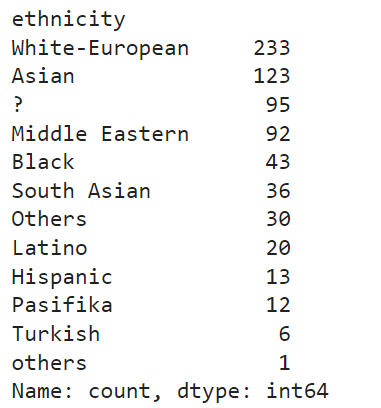 ethnicity
White-European     233
Asian              123
?                   95
Middle Eastern      92
Black               43
South Asian         36
Others              30
Latino              20
Hispanic            13
Pasifika            12
Turkish              6
others               1
Name: count, dtype: int64